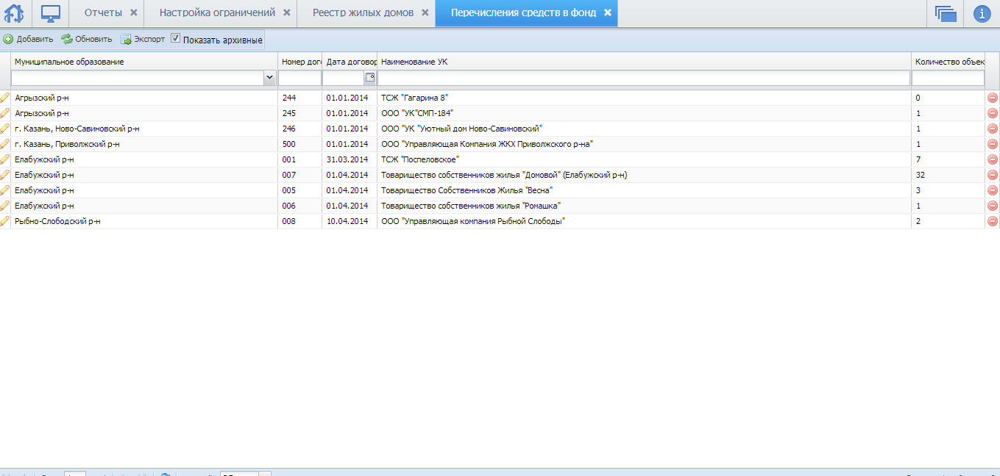 Отчеты Настройка ограничений Реестр жилых домов Перечисления средств в фонд
Добавить Обновить Экспорт Показать архивные
Муниципальное образование Номер дог Дата договор Наименование УК Количество объек
Агрызский р-н 244 01.01.2014 ТСЖ "Гагарина 8" 0
Агрызский р-н 245 01.01.2014 ООО "УК"СМП-184" 1
г. Казань, Ново-Савиновский р-н 246 01.01.2014 ООО "УК "Уютный дом Ново-Савиновский" 1
г. Казань, Приволжский р-н 500 01.01.2014 ООО "Управляющая Компания ЖКХ Приволжского р-на" 1
Елабужский р-н 001 31.03.2014 ТСЖ "Поспеловское" 7
Елабужский р-н 007 01.04.2014 Товарищество собственников жилья "Домовой" (Елабужский р-н) 32
Елабужский р-н 005 01.04.2014 Товарищество Собственников Жилья "Весна" 3
Елабужский р-н 006 01.04.2014 Товарищество собственников жилья "Ромашка" 1
Рыбно-Слободский р-н 008 10.04.2014 ООО "Управляющая компания Рыбной Слободы" 2